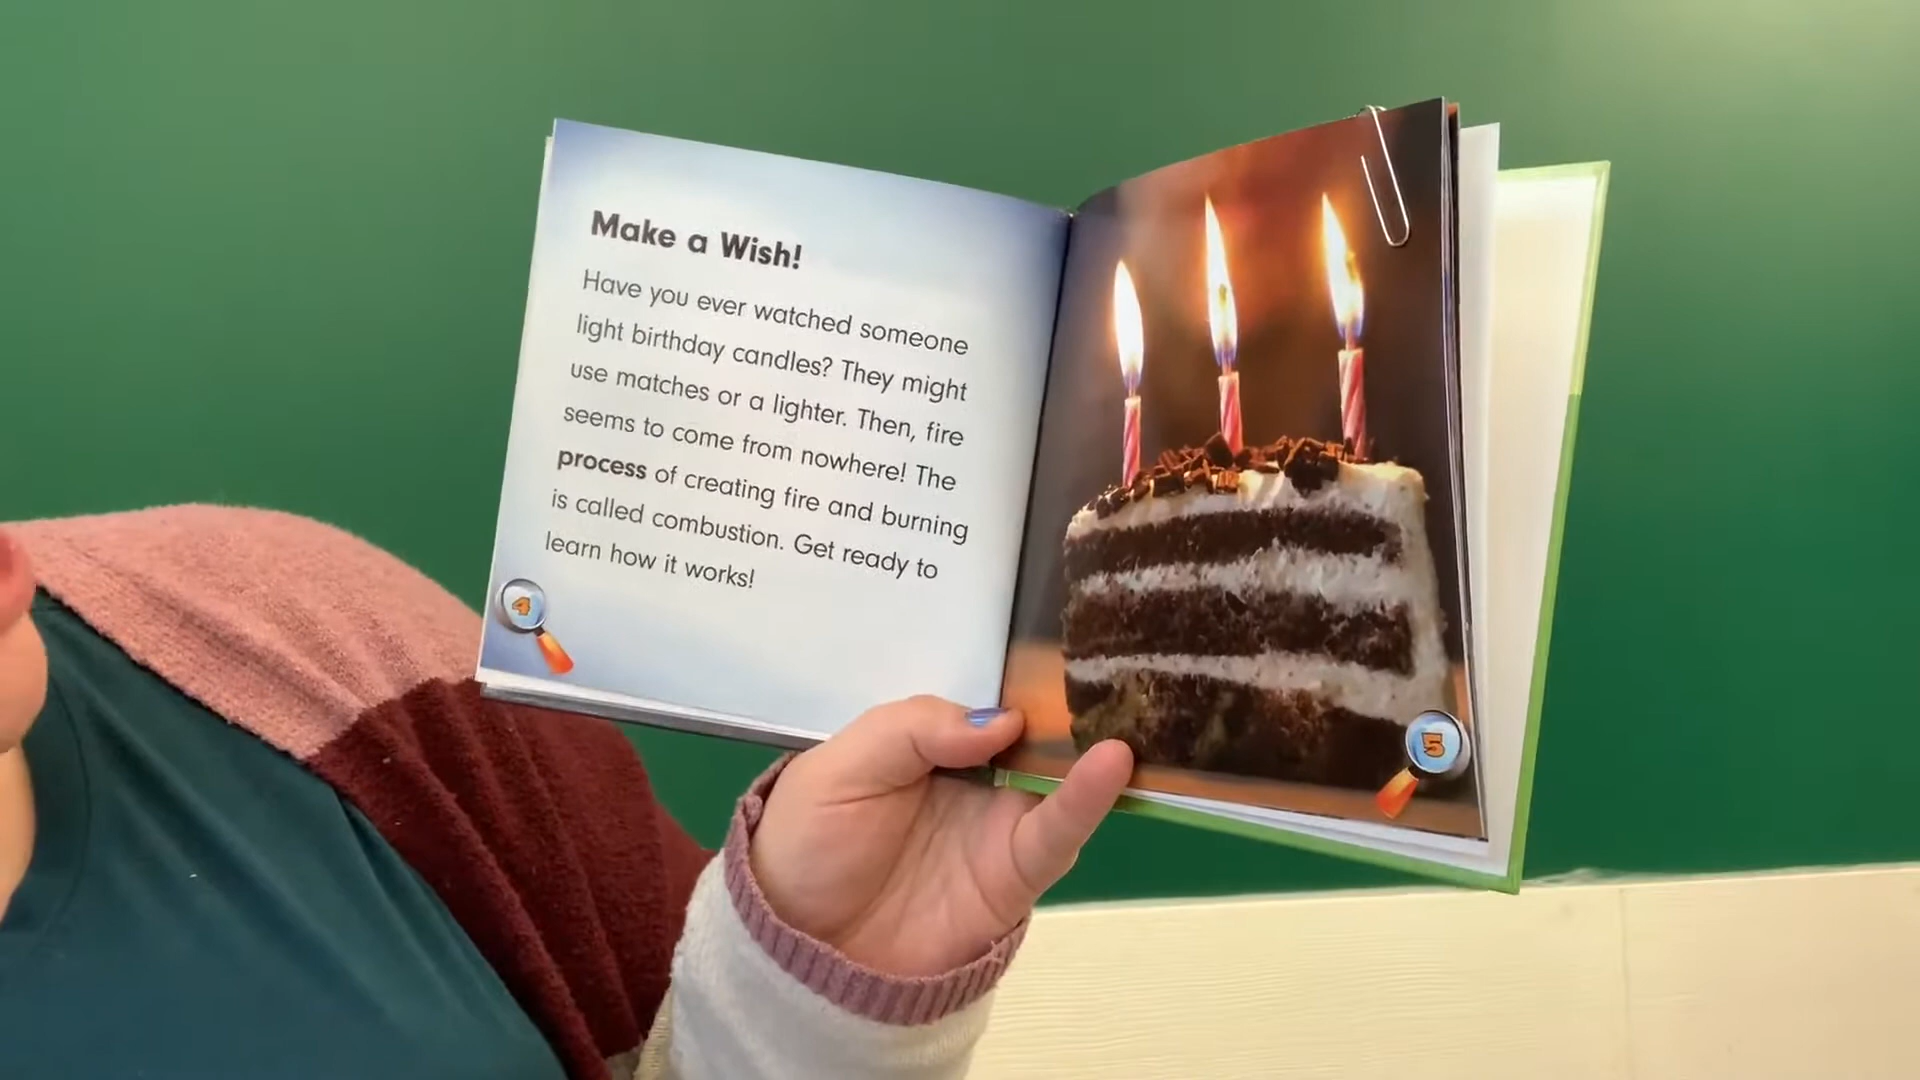 Make a Wish!
Have you ever watched someone
light birthday candles? They might
use matches or a lighter. Then, fire
seems to come from nowhere! The
process of creating fire and burning
is called combustion. Get ready to
learn how it works!
4
5